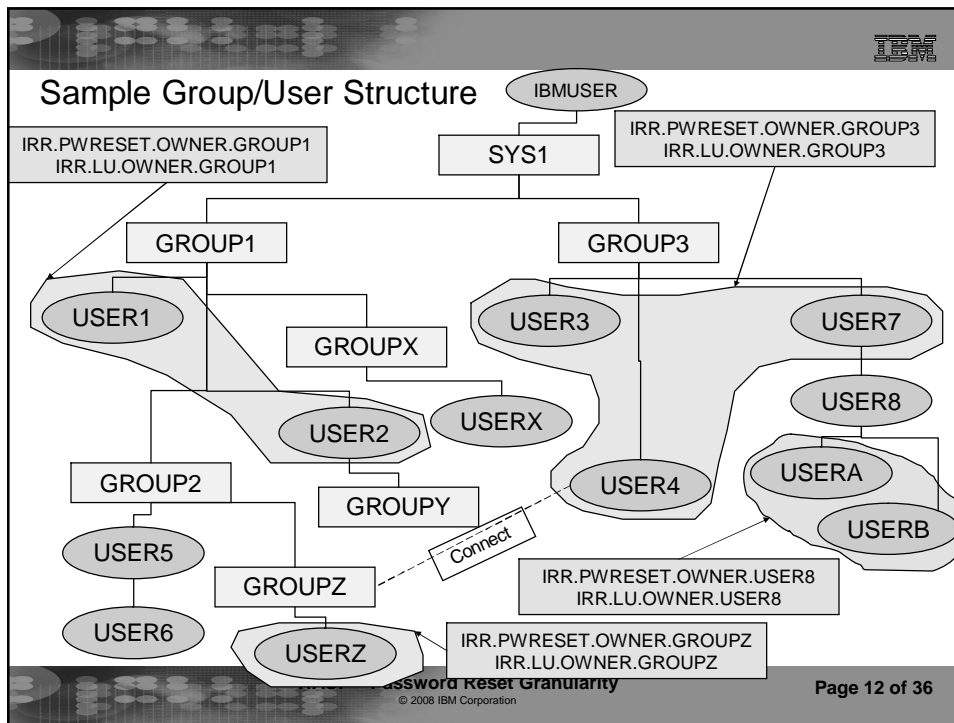 IBM
Sample Group/User Structure
IBMUSER
IRR.PWRESET.OWNER.GROUP1
IRR.LU.OWNER.GROUP1
IRR.PWRESET.OWNER.GROUP3
IRR.LU.OWNER.GROUP3
SYS1
GROUP1
GROUP3
USER1
USER3
USER7
GROUPX
USER8
USER2
USERX
USER4
USERA
GROUP2
GROUPY
USERB
USER5
Connect
GROUPZ
IRR.PWRESET.OWNER.USER8
IRR.LU.OWNER.USER8
USER6
USERZ
IRR.PWRESET.OWNER.GROUPZ
IRR.LU.OWNER.GROUPZ
Password Reset Granularity
© 2008 IBM Corporation
Page 12 of 36